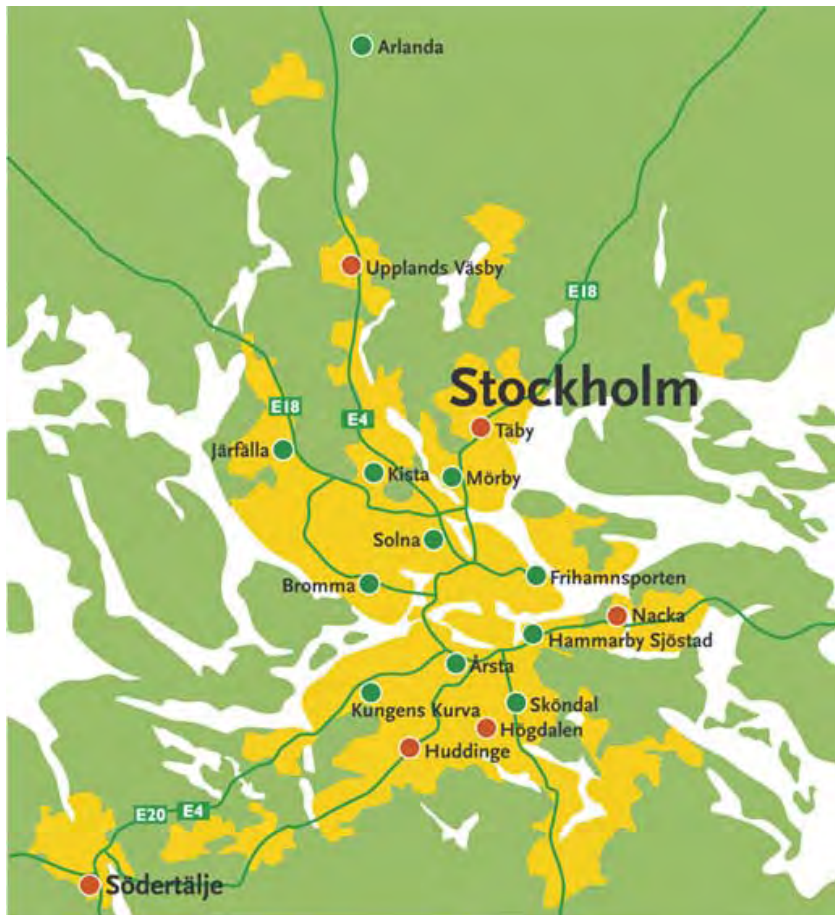 Arlanda
Upplands Väsby
E18
Stockholm
E18
E4
Täby
Järfälla
Kista
Mörby
Solna
Bromma
Frihamnsporten
Nacka
Hammarby Sjöstad
Årsta
Kungens Kurva
Sköndal
Högdalen
Huddinge
E20
E4
Södertälje